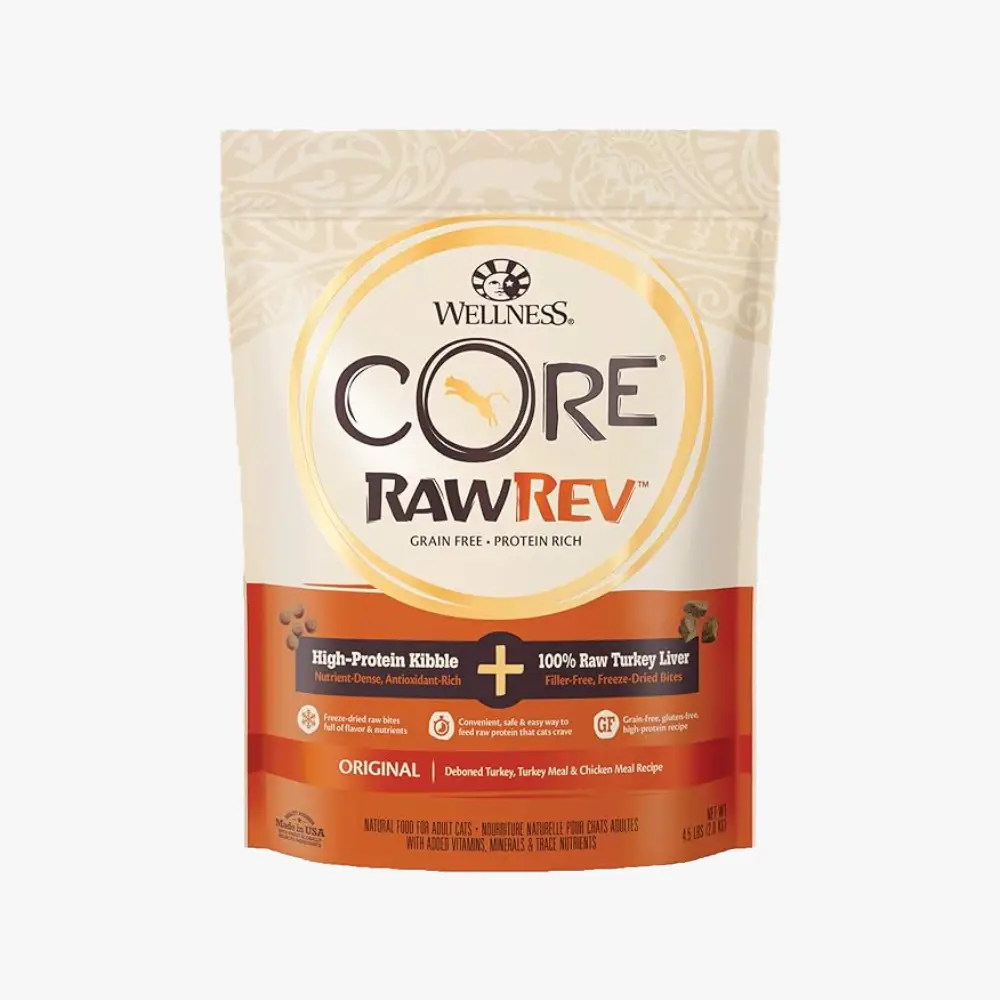 WELLNESS®
CORE®
RAWREV™
GRAIN FREE • PROTEIN RICH
High-Protein Kibble
Nutrient-Dense, Antioxidant-Rich
+
100% Raw Turkey Liver
Filler-Free, Freeze-Dried Bites
Freeze-dried raw bites
full of flavor & nutrients
Convenient, safe & easy way to
feed raw protein that cats crave
GF
Grain-free, gluten-free,
high-protein recipe
ORIGINAL | Deboned Turkey, Turkey Meal & Chicken Meal Recipe
Made in USA
NATURAL FOOD FOR ADULT CATS • NOURRITURE NATURELLE POUR CHATS ADULTES
WITH ADDED VITAMINS, MINERALS & TRACE NUTRIENTS
NET WT
4.5 LBS (2.0 KG)